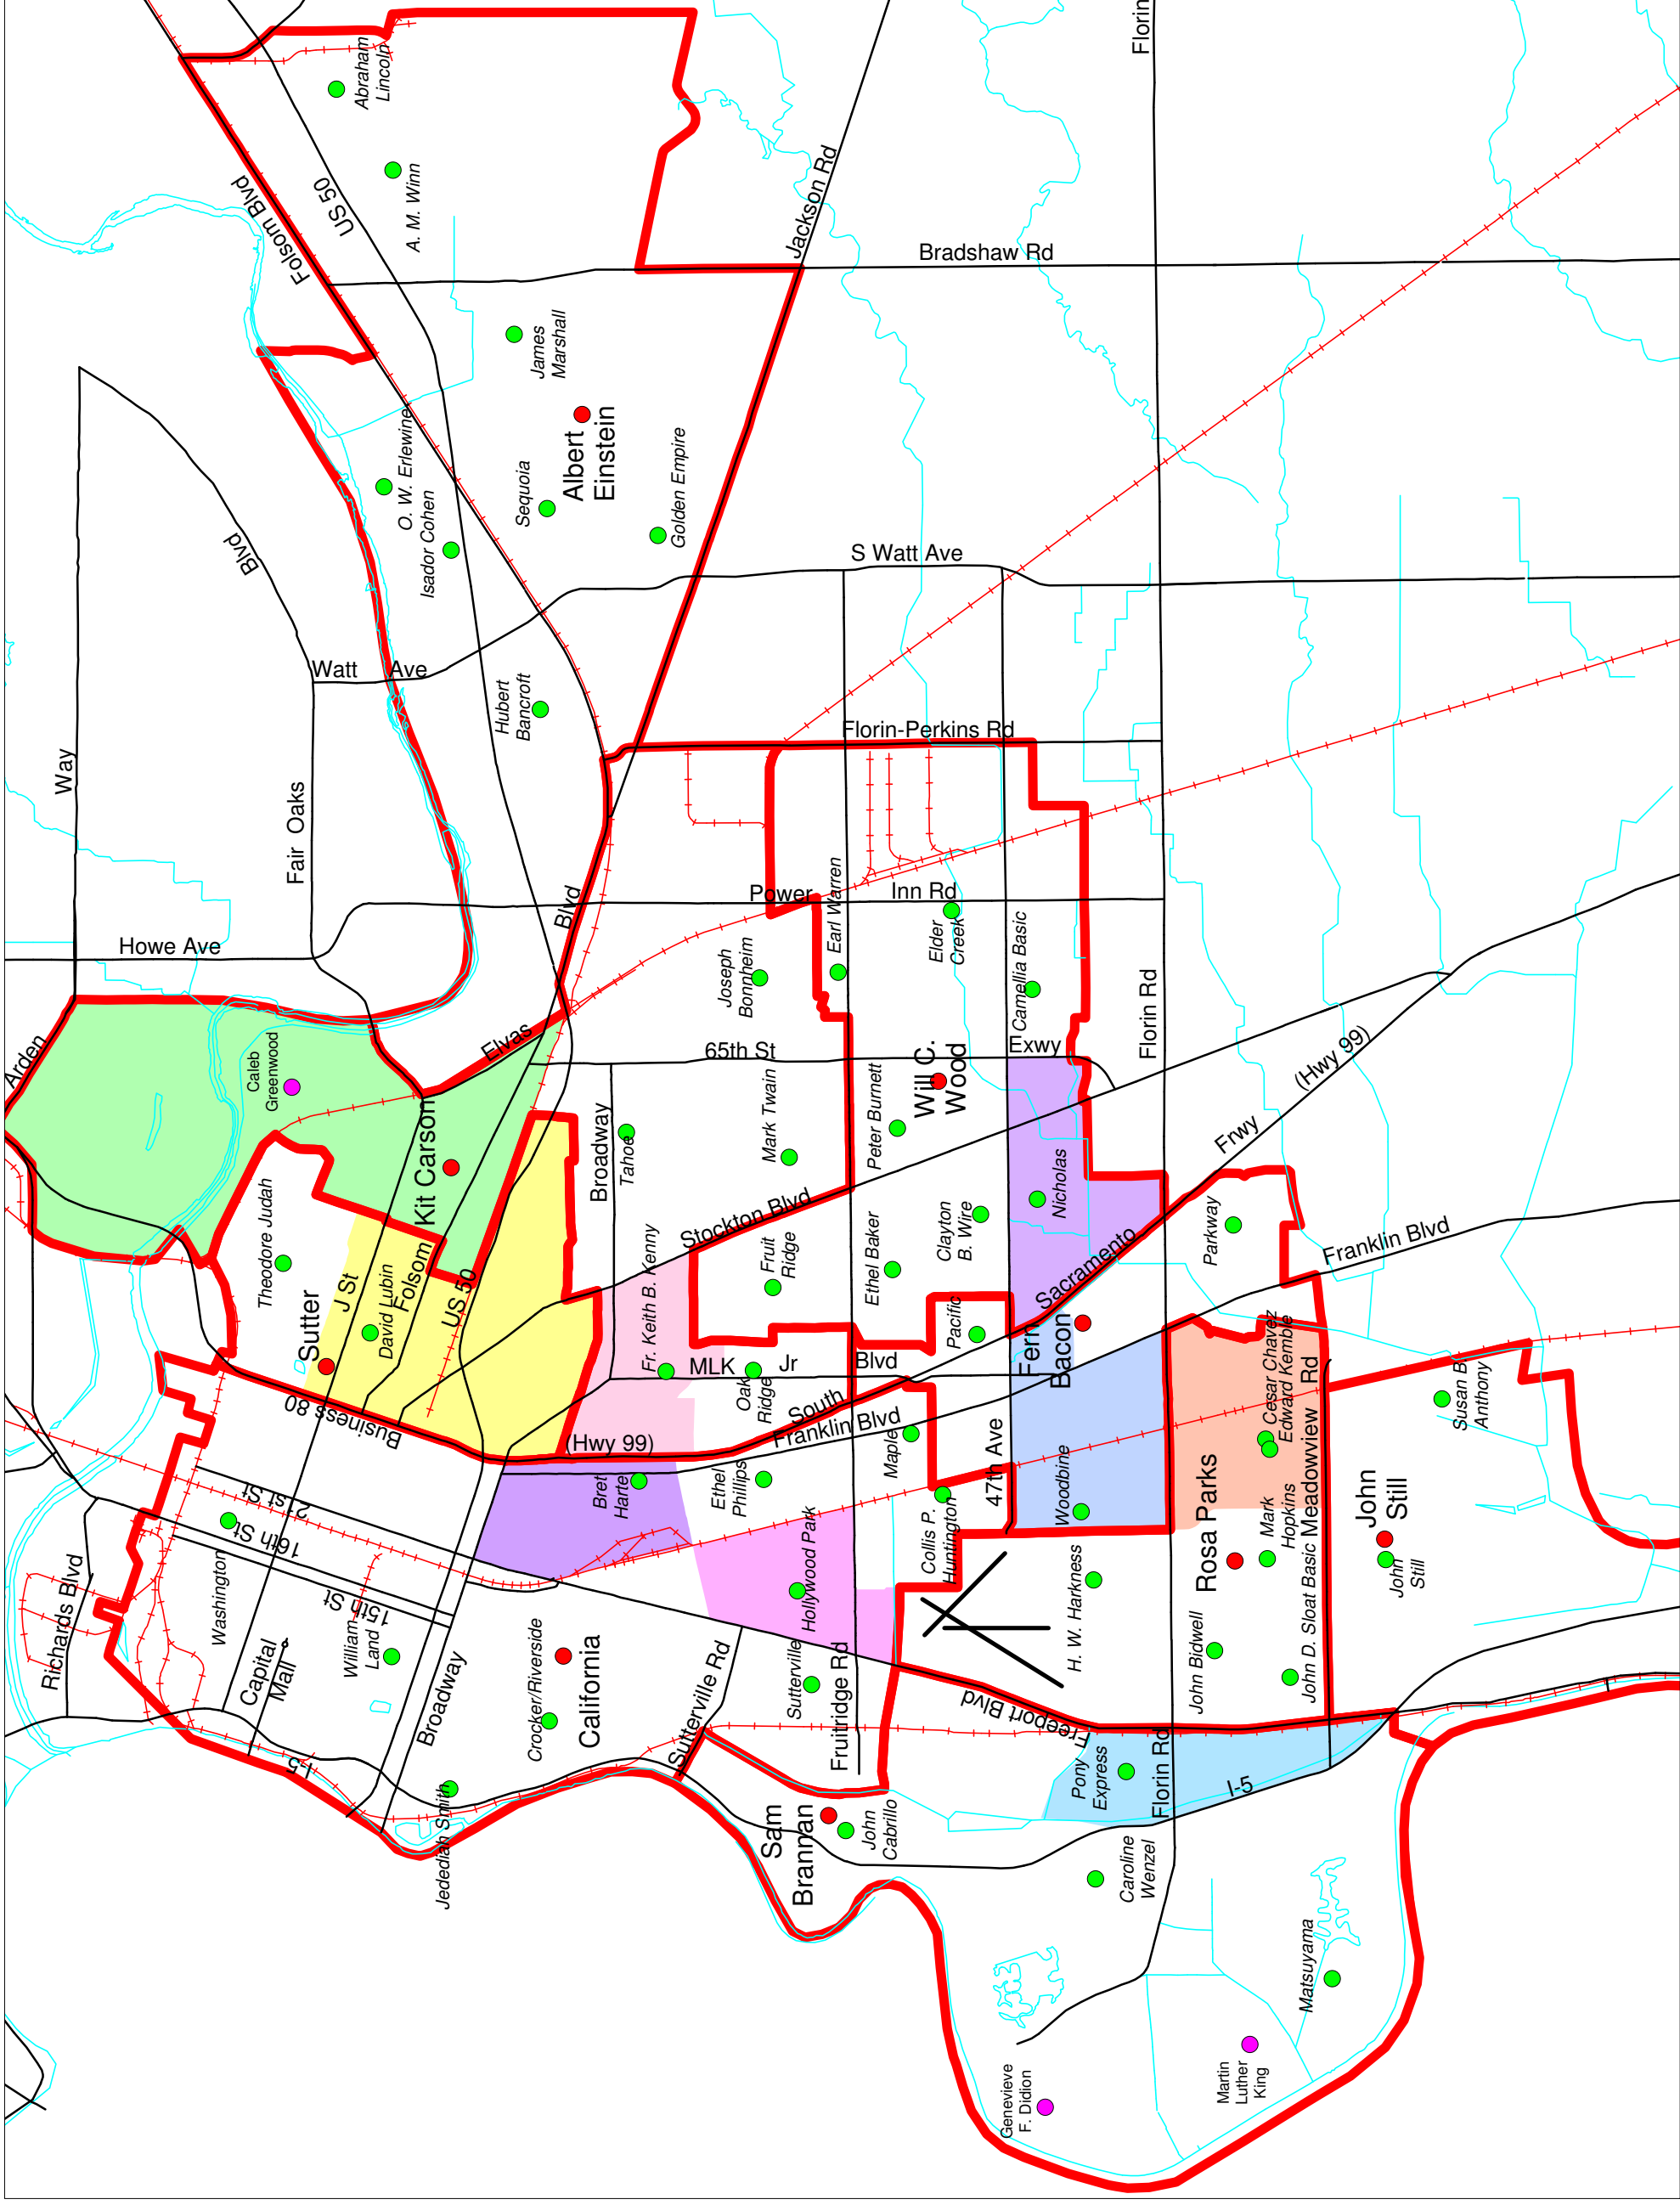 Arden
Way
Howe Ave
Fair Oaks
Blvd
Watt Ave
Folsom Blvd
US 50
Abraham
Lincoln
A. M. Winn
James
Marshall
O. W. Erlewine
Isador Cohen
Sequoia
Albert
Einstein
Golden Empire
Hubert
Bancroft
Jackson Rd
Bradshaw Rd
S Watt Ave
Florin
Florin-Perkins Rd
Power
Inn Rd
Blvd
Elvas
Caleb
Greenwood
Kit Carson
Theodore Judah
Sutter
J St
David Lubin
Folsom
US 50
Business 80
Broadway
Tahoe
65th St
Exwy
Joseph
Bonnheim
Earl Warren
Elder
Creek
Camellia Basic
Florin Rd
Mark Twain
Peter Burnett
Will C.
Wood
Nicholas
Stockton Blvd
Fr. Keith B. Kenny
Fruit
Ridge
Ethel Baker
Clayton
B. Wire
Pacific
Fern
Bacon
Sacramento
Frwy
(Hwy 99)
Parkway
Franklin Blvd
MLK
Jr
Blvd
Oak
Ridge
South
(Hwy 99)
Franklin Blvd
Maple
47th Ave
Woodbine
Cesar Chavez
Edward Kemble
Meadowview Rd
Susan B.
Anthony
Richards Blvd
21st St
16th St
15th St
Washington
Capital
Mall
William
Land
Broadway
I-5
Jedediah Smith
Crocker/Riverside
California
Bret
Harte
Ethel
Phillips
Hollywood Park
Sutterville
Sutterville Rd
Fruitridge Rd
Collis P.
Huntington
H. W. Harkness
Freeport Blvd
Rosa Parks
Mark
Hopkins
John Bidwell
John D. Sloat Basic
John
Still
John
Still
Sam
Brannan
John
Cabrillo
Pony
Express
Florin Rd
I-5
Caroline
Wenzel
Matsuyama
Genevieve
F. Didion
Martin
Luther
King